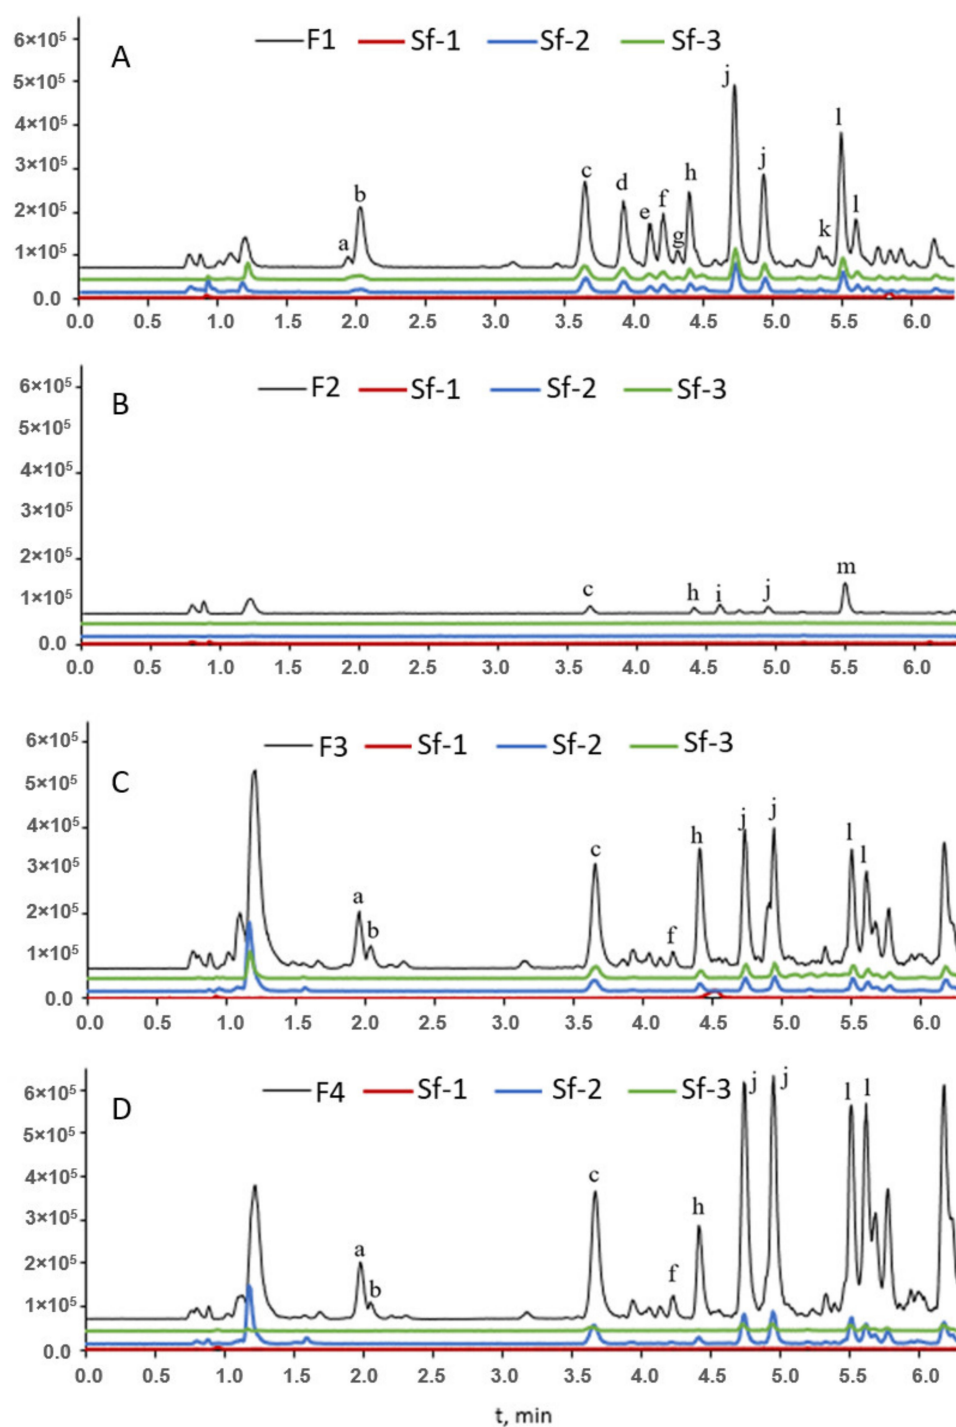 A
F1 Sf-1 Sf-2 Sf-3
6×10⁵
5×10⁵
4×10⁵
3×10⁵
2×10⁵
1×10⁵
0.0
a b c d e f g h j j k l l
0.0 0.5 1.0 1.5 2.0 2.5 3.0 3.5 4.0 4.5 5.0 5.5 6.0
B
F2 Sf-1 Sf-2 Sf-3
6×10⁵
5×10⁵
4×10⁵
3×10⁵
2×10⁵
1×10⁵
0.0
c h i j m
0.0 0.5 1.0 1.5 2.0 2.5 3.0 3.5 4.0 4.5 5.0 5.5 6.0
C
F3 Sf-1 Sf-2 Sf-3
6×10⁵
5×10⁵
4×10⁵
3×10⁵
2×10⁵
1×10⁵
0.0
a b c f h j j l l
0.0 0.5 1.0 1.5 2.0 2.5 3.0 3.5 4.0 4.5 5.0 5.5 6.0
D
F4 Sf-1 Sf-2 Sf-3
6×10⁵
5×10⁵
4×10⁵
3×10⁵
2×10⁵
1×10⁵
0.0
a b c f h j j l l
0.0 0.5 1.0 1.5 2.0 2.5 3.0 3.5 4.0 4.5 5.0 5.5 6.0
t, min